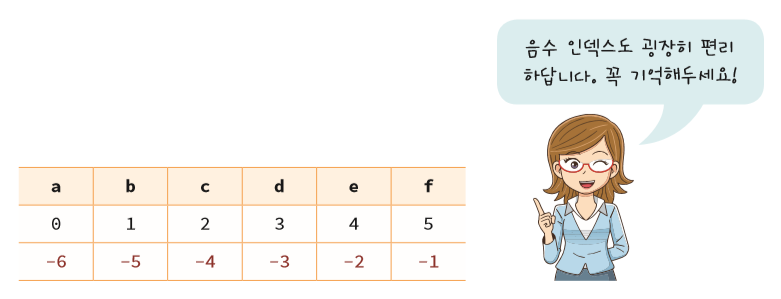 음수 인덱스도 굉장히 편리
하답니다. 꼭 기억해두세요!
a b c d e f
0 1 2 3 4 5
-6 -5 -4 -3 -2 -1